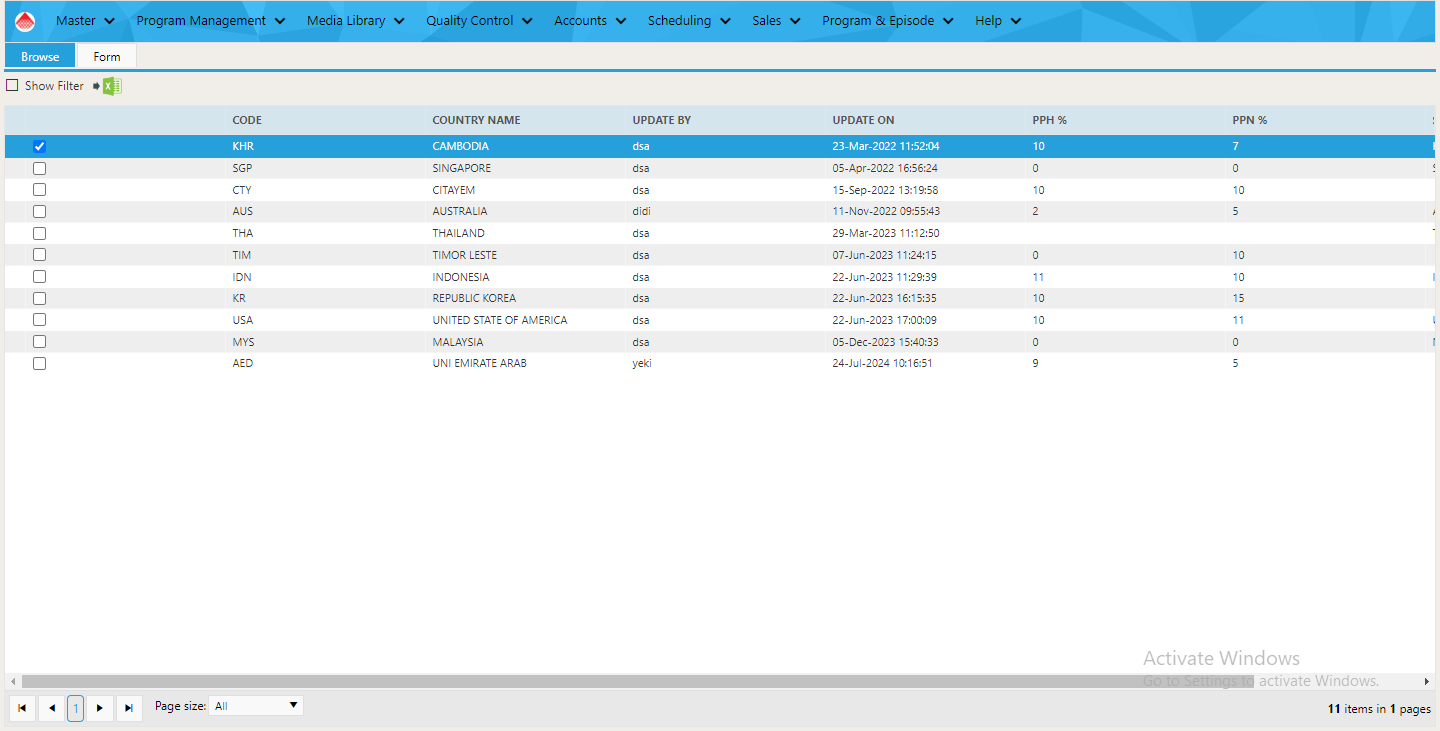 Master Program Management Media Library Quality Control Accounts Scheduling Sales Program & Episode Help
Browse Form
Show Filter
CODE COUNTRY NAME UPDATE BY UPDATE ON PPH % PPN %
KHR CAMBODIA dsa 23-Mar-2022 11:52:04 10 7
SGP SINGAPORE dsa 05-Apr-2022 16:56:24 0 0
CTY CITAYEM dsa 15-Sep-2022 13:19:58 10 10
AUS AUSTRALIA didi 11-Nov-2022 09:55:43 2 5
THA THAILAND dsa 29-Mar-2023 11:12:50
TIM TIMOR LESTE dsa 07-Jun-2023 11:24:15 0 10
IDN INDONESIA dsa 22-Jun-2023 11:29:39 11 10
KR REPUBLIC KOREA dsa 22-Jun-2023 16:15:35 10 15
USA UNITED STATE OF AMERICA dsa 22-Jun-2023 17:00:09 10 11
MYS MALAYSIA dsa 05-Dec-2023 15:40:33 0 0
AED UNI EMIRATE ARAB yeki 24-Jul-2024 10:16:51 9 5
Activate Windows
Go to Settings to activate Windows.
1 Page size: All 11 items in 1 pages